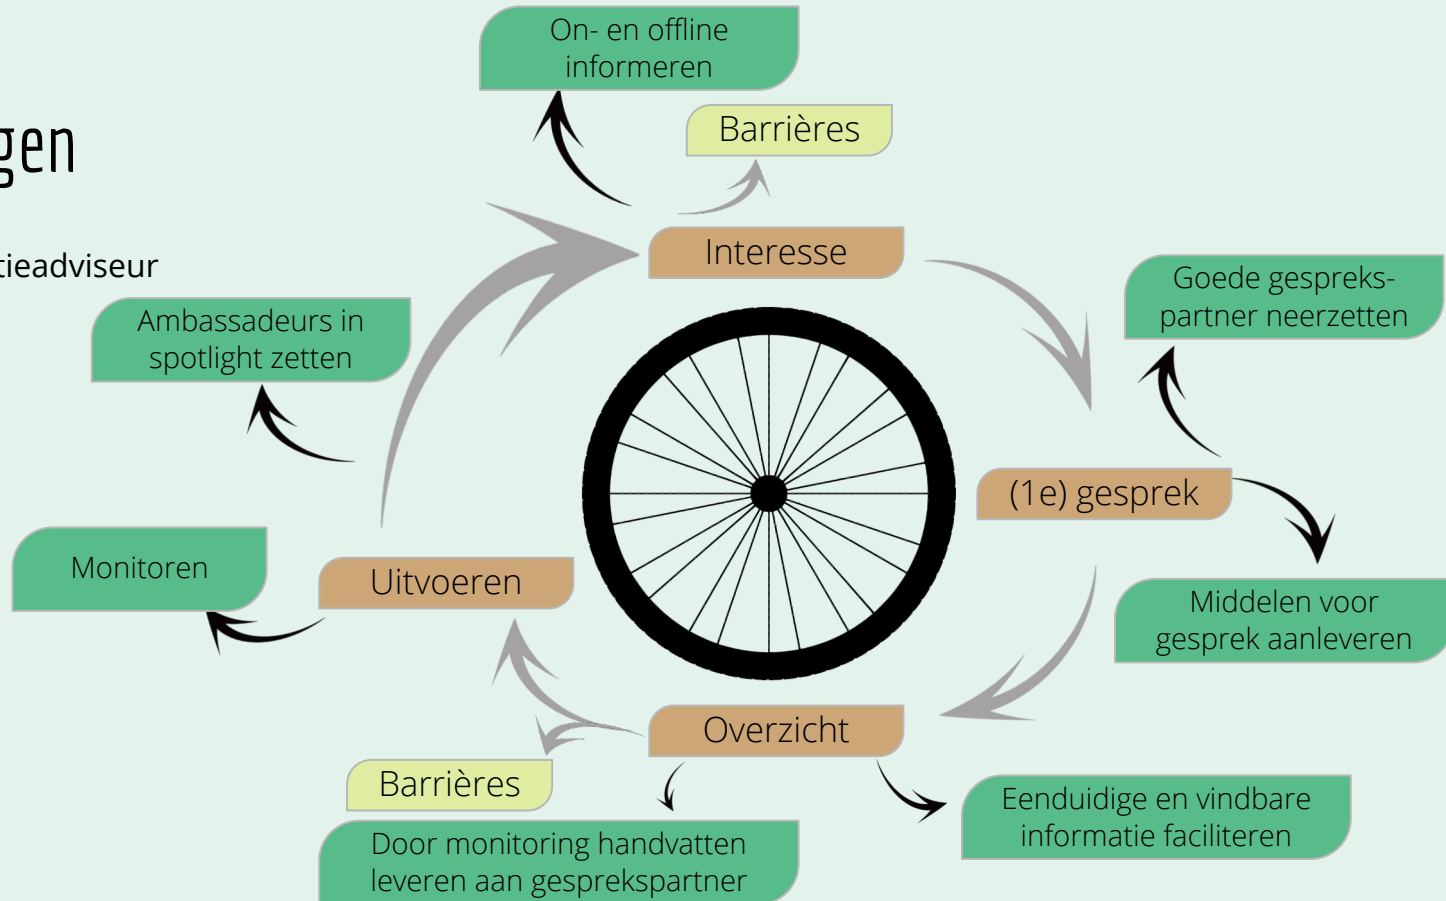 On- en offline
informeren
gen
Barrières
Interesse
tieadviseur
Goede gespreks-
partner neerzetten
Ambassadeurs in
spotlight zetten
(1e) gesprek
Monitoren
Uitvoeren
Middelen voor
gesprek aanleveren
Overzicht
Barrières
Eenduidige en vindbare
informatie faciliteren
Door monitoring handvatten
leveren aan gesprekspartner